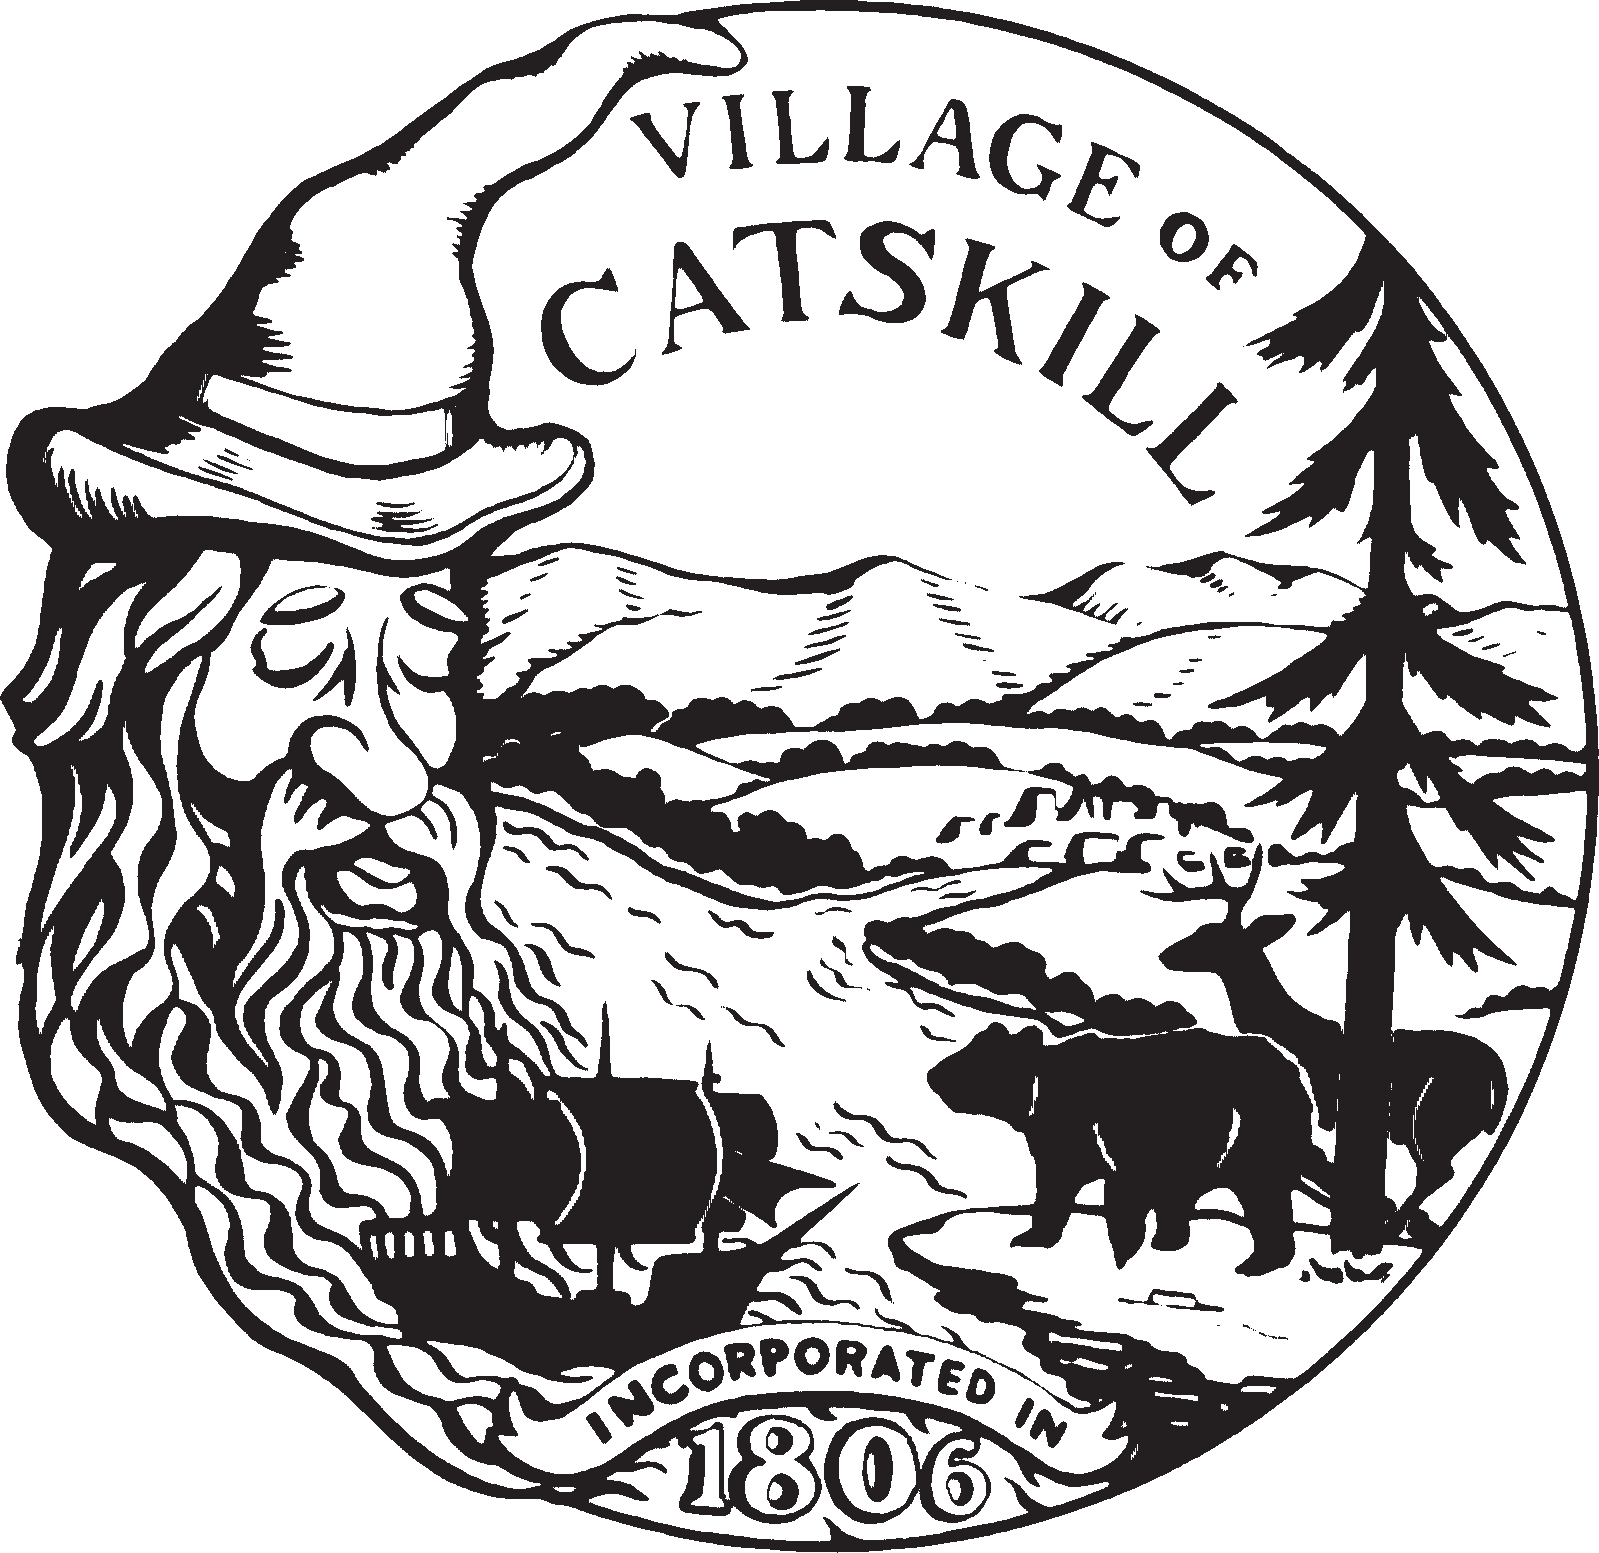 VILLAGE OF
CATSKILL
INCORPORATED IN
1806